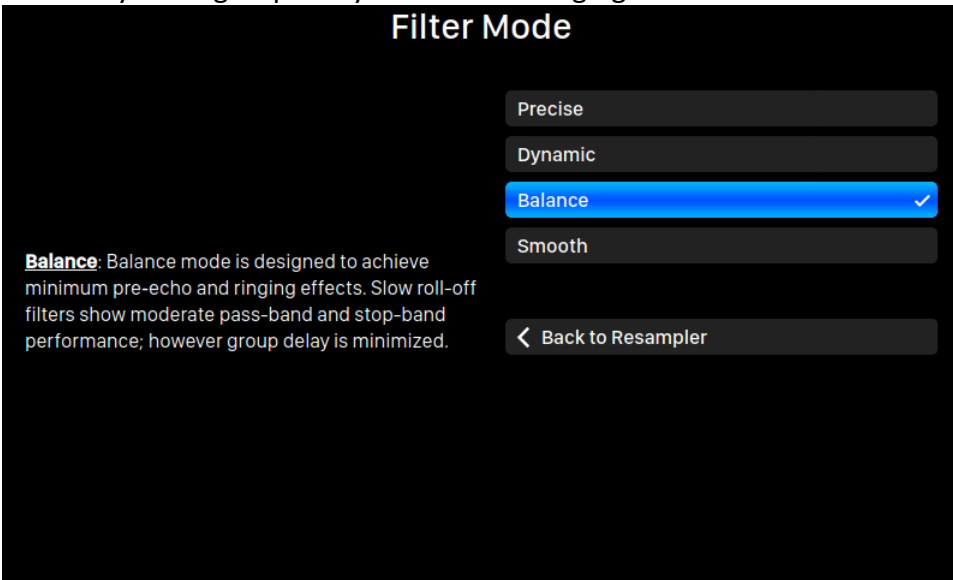 Filter Mode
Precise
Dynamic
Balance
Smooth
Balance: Balance mode is designed to achieve
minimum pre-echo and ringing effects. Slow roll-off
filters show moderate pass-band and stop-band
performance; however group delay is minimized.
Back to Resampler